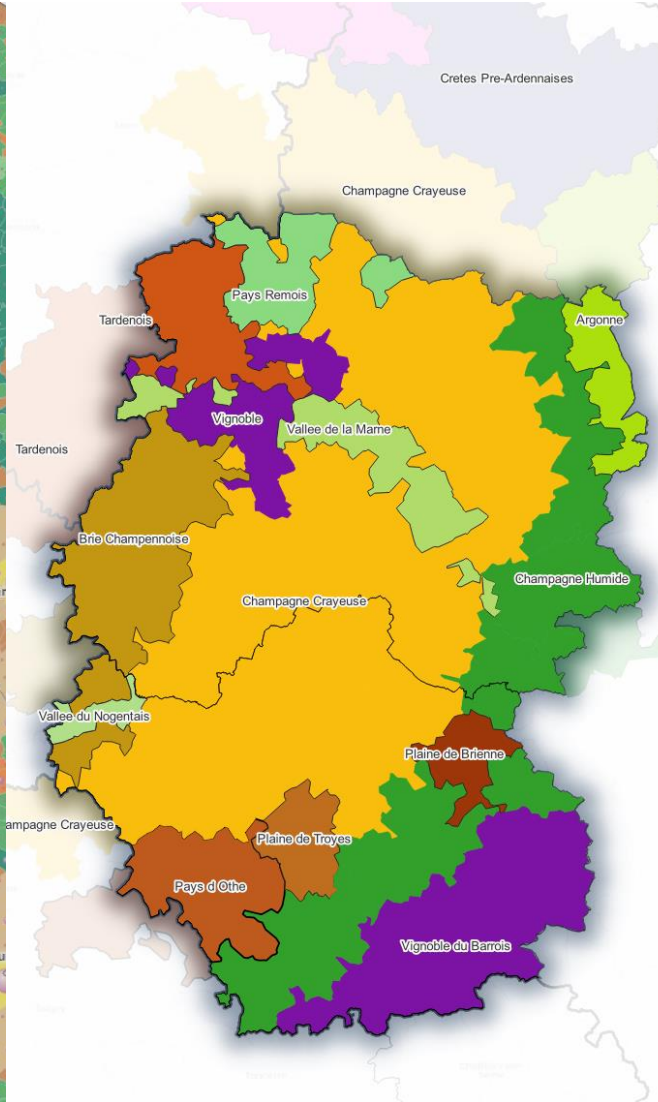 Cretes Pre-Ardennaises
Champagne Crayeuse
Pays Remois
Tardenois
Argonne
Vignoble
Vallee de la Marne
Tardenois
Brie Champennoise
Champagne Humide
Champagne Crayeuse
Vallee du Nogentais
Plaine de Brienne
ampagne Crayeuse
Plaine de Troyes
Pays d Othe
Vignoble du Barrois